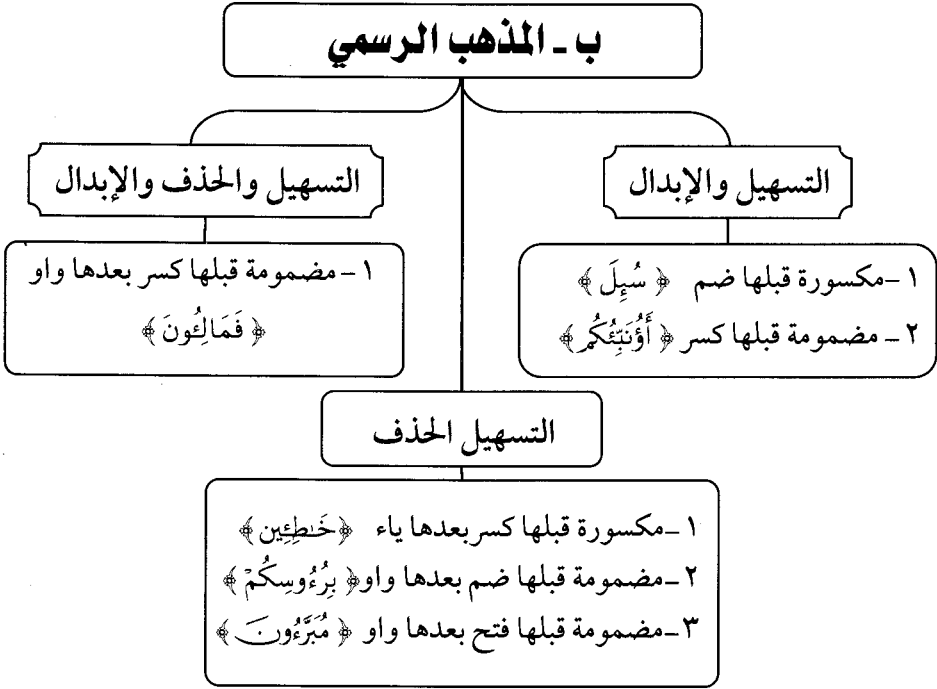 ب ـ المذهب الرسمي
التسهيل والإبدال
١ -مكسورة قبلها ضم ﴿ سُئِلَ ﴾
٢ - مضمومة قبلها كسر ﴿ أَؤُنَبِّئُكُم ﴾
التسهيل والحذف والإبدال
١ - مضمومة قبلها كسر بعدها واو
﴿ فَمَالِـُٔونَ ﴾
التسهيل الحذف
١ ـ مكسورة قبلها كسر بعدها ياء ﴿ خَـٰطِـِٔين ﴾
٢ ـ مضمومة قبلها ضم بعدها واو ﴿ بِرُءُوسِكُمْ ﴾
٣ ـ مضمومة قبلها فتح بعدها واو ﴿ مُبَرَّءُونَ ﴾